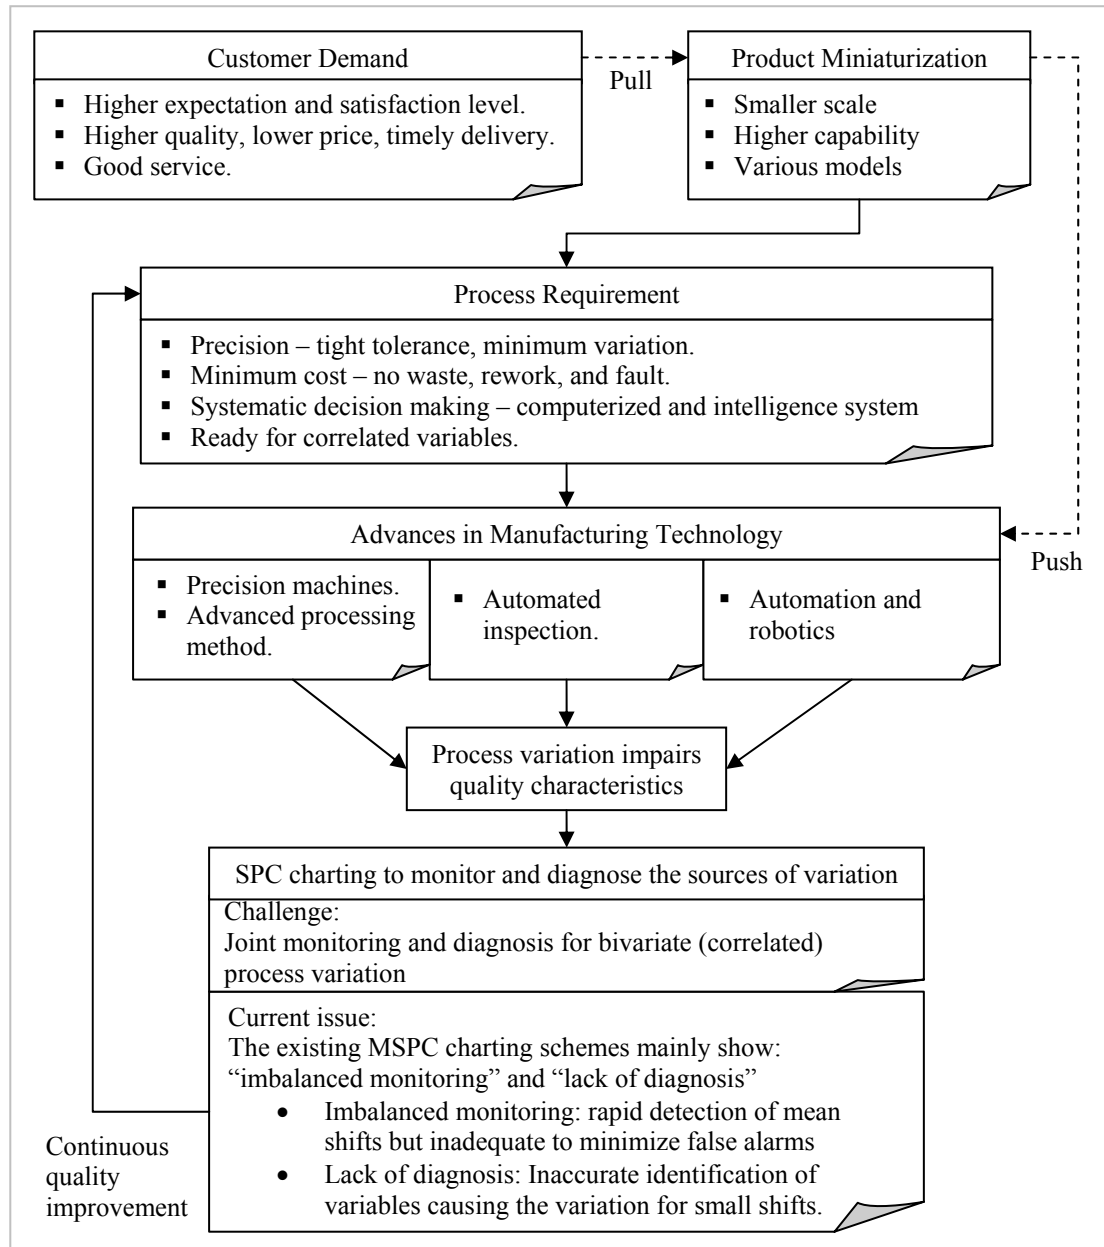 Customer Demand
▪ Higher expectation and satisfaction level.
▪ Higher quality, lower price, timely delivery.
▪ Good service.
Pull
Product Miniaturization
▪ Smaller scale
▪ Higher capability
▪ Various models
Process Requirement
▪ Precision – tight tolerance, minimum variation.
▪ Minimum cost – no waste, rework, and fault.
▪ Systematic decision making – computerized and intelligence system
▪ Ready for correlated variables.
Advances in Manufacturing Technology
Push
▪ Precision machines.
▪ Advanced processing
method.
▪ Automated
inspection.
▪ Automation and
robotics
Process variation impairs
quality characteristics
SPC charting to monitor and diagnose the sources of variation
Challenge:
Joint monitoring and diagnosis for bivariate (correlated)
process variation
Current issue:
The existing MSPC charting schemes mainly show:
“imbalanced monitoring” and “lack of diagnosis”
• Imbalanced monitoring: rapid detection of mean
shifts but inadequate to minimize false alarms
• Lack of diagnosis: Inaccurate identification of
variables causing the variation for small shifts.
Continuous
quality
improvement